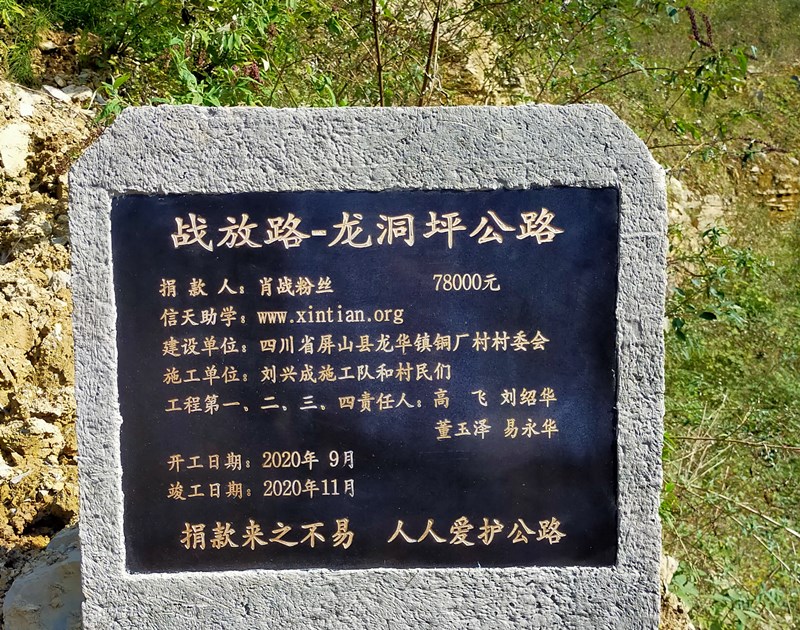 战放路-龙洞坪公路
捐 款 人：肖战粉丝 78000元
信天助学：www.xintian.org
建设单位：四川省屏山县龙华镇铜厂村村委会
施工单位：刘兴成施工队和村民们
工程第一、二、三、四责任人：高 飞 刘绍华
董玉泽 易永华
开工日期：2020年 9月
竣工日期：2020年11月
捐款来之不易 人人爱护公路